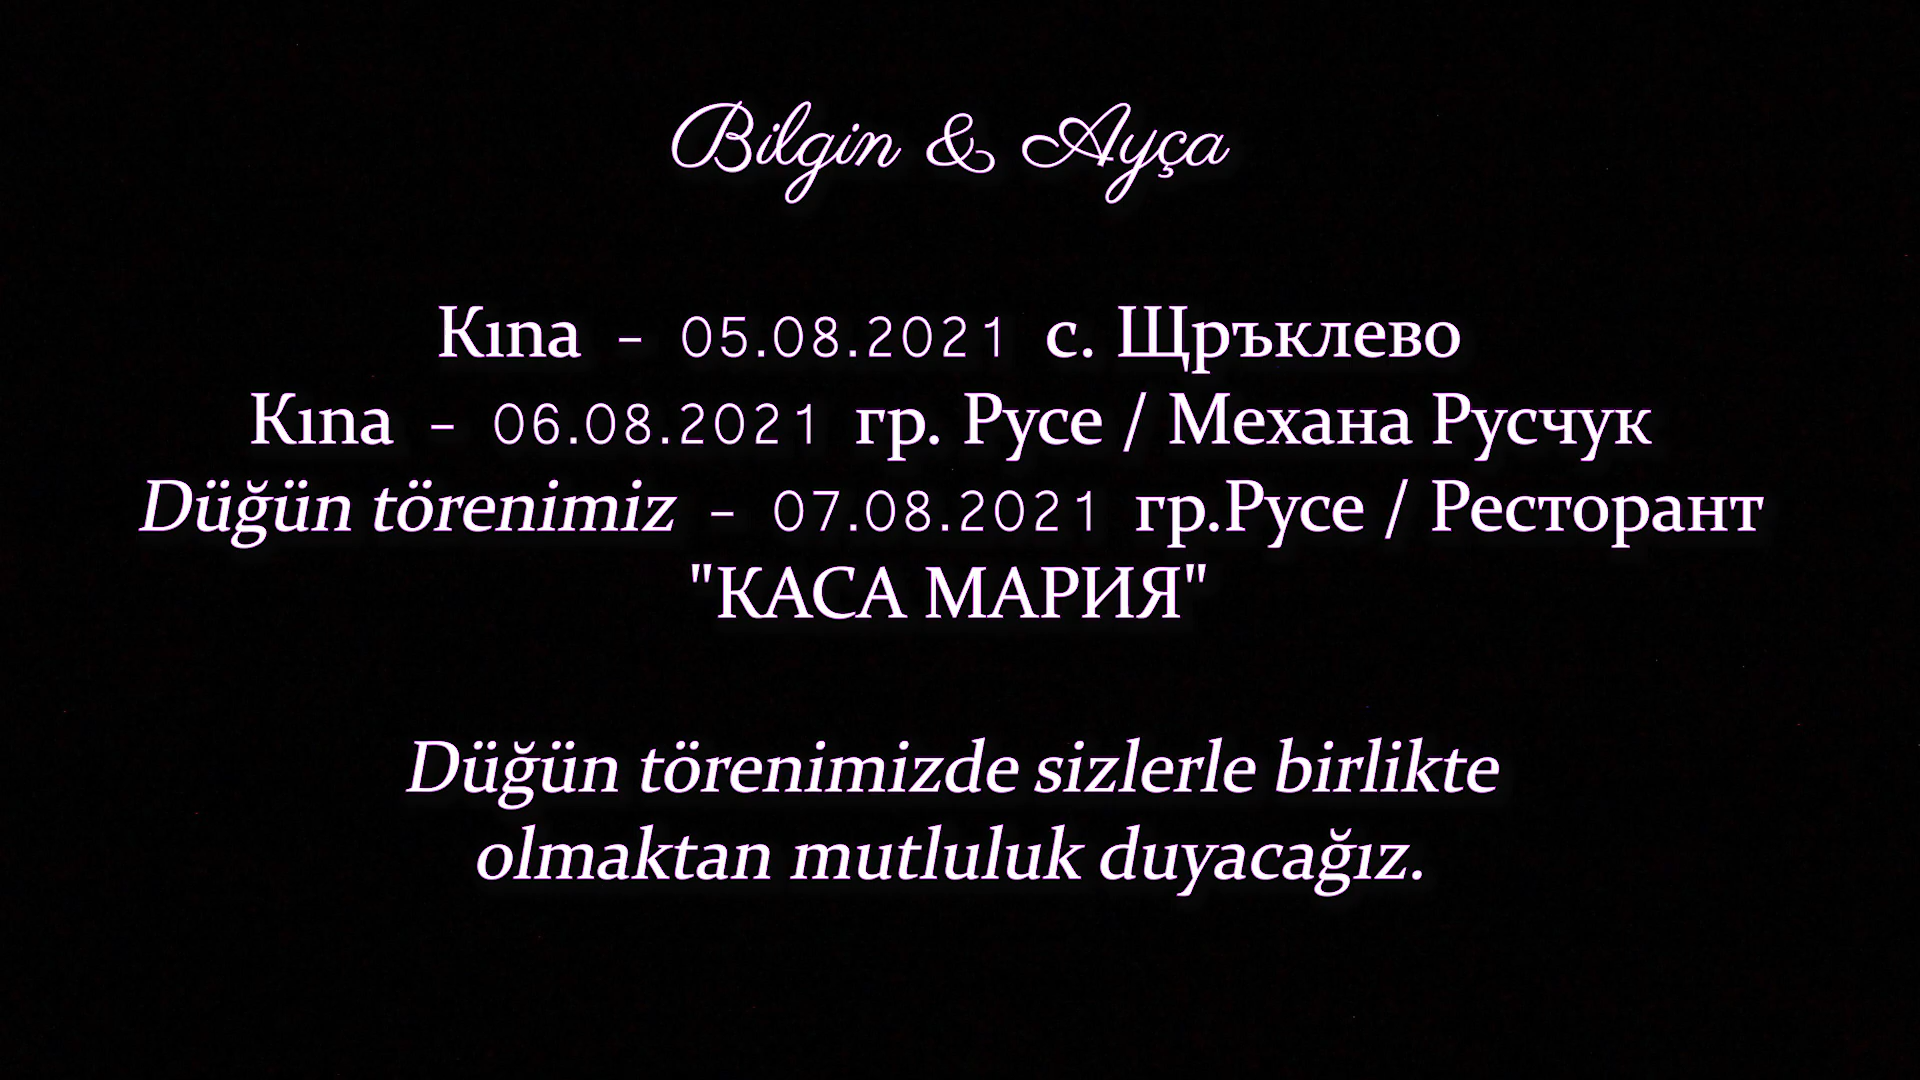 Bilgin & Ayça
Kına - 05.08.2021 с. Щръклево
Kına - 06.08.2021 гр. Русе / Механа Русчук
Düğün törenimiz - 07.08.2021 гр.Русе / Ресторант
"КАСА МАРИЯ"
Düğün törenimizde sizlerle birlikte
olmaktan mutluluk duyacağız.